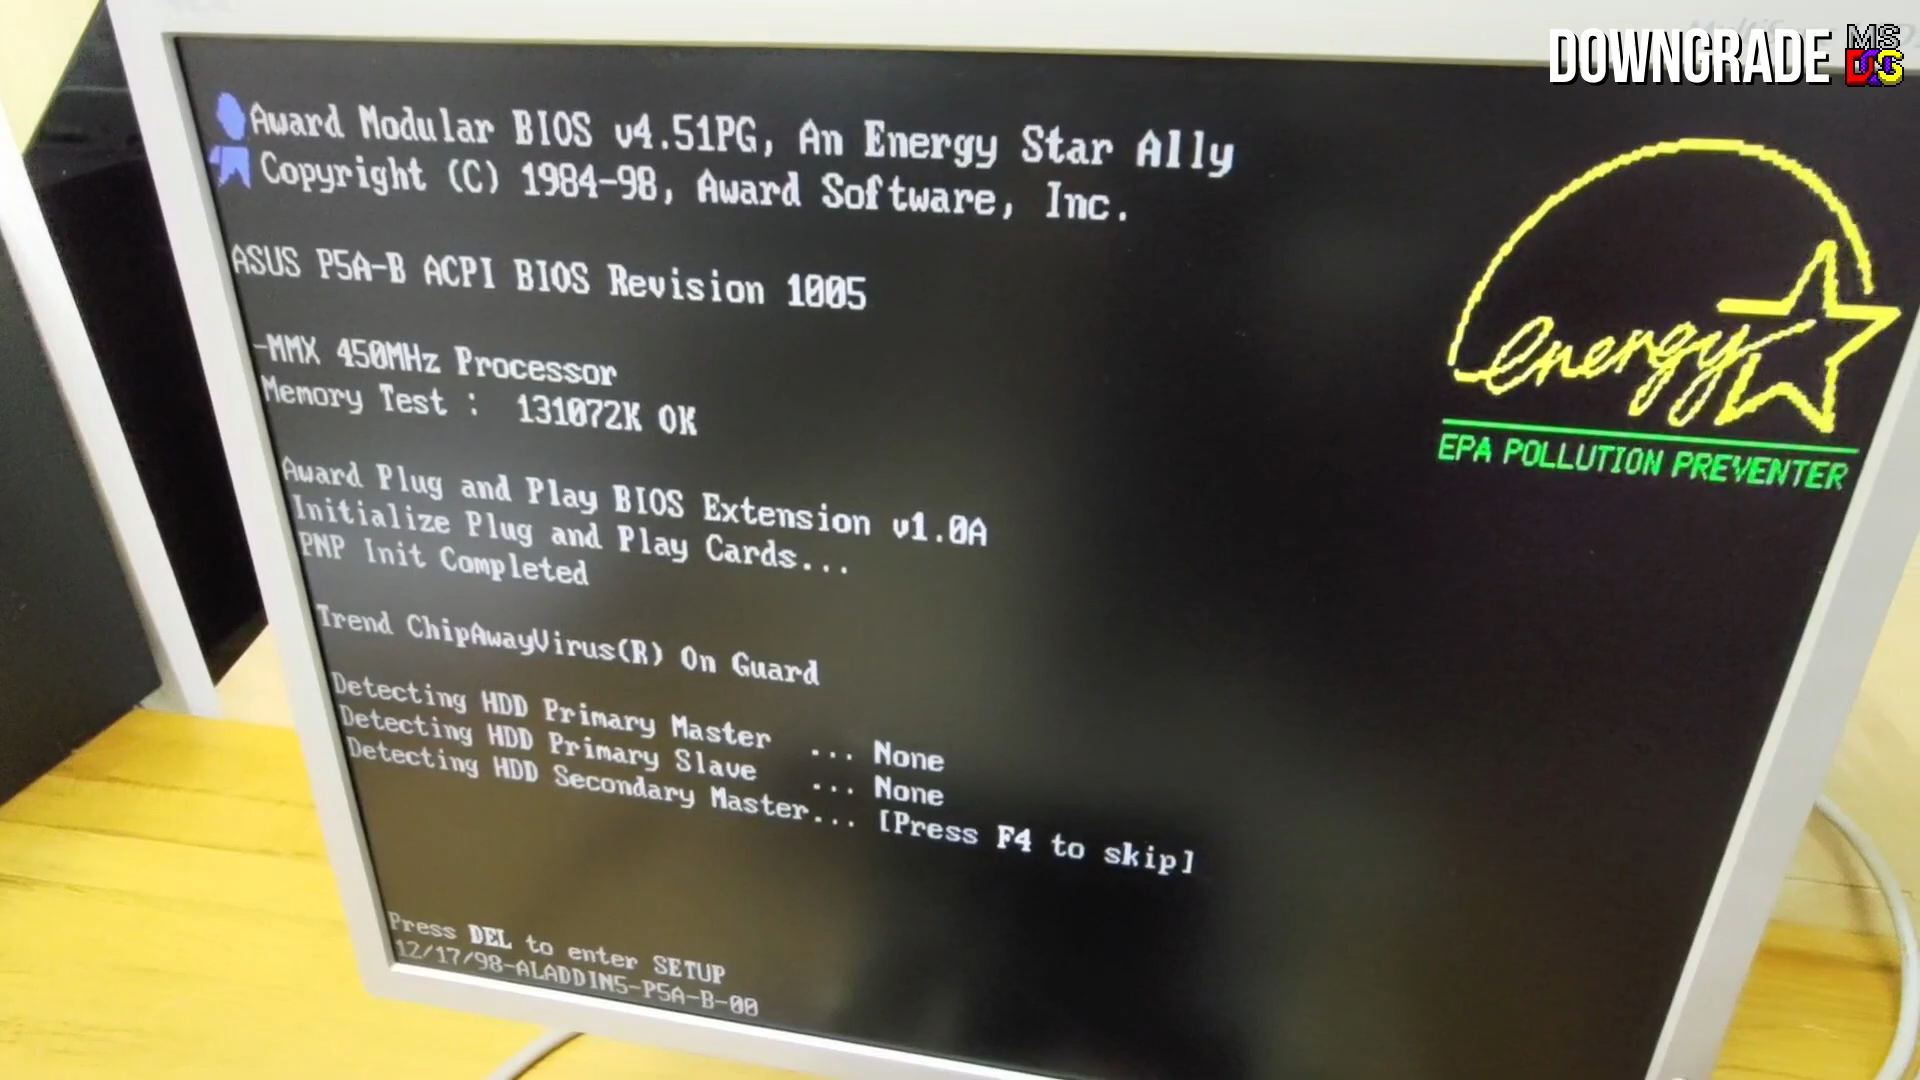 DOWNGRADE MS DOS
Award Modular BIOS v4.51PG, An Energy Star Ally
Copyright (C) 1984-98, Award Software, Inc.
energy
EPA POLLUTION PREVENTER
ASUS P5A-B ACPI BIOS Revision 1005
-MMX 450MHz Processor
Memory Test :  131072K OK
Award Plug and Play BIOS Extension v1.0A
Initialize Plug and Play Cards...
PNP Init Completed
Trend ChipAwayVirus(R) On Guard
Detecting HDD Primary Master   ... None
Detecting HDD Primary Slave    ... None
Detecting HDD Secondary Master... [Press F4 to skip]
Press DEL to enter SETUP
12/17/98-ALADDIN5-P5A-B-00